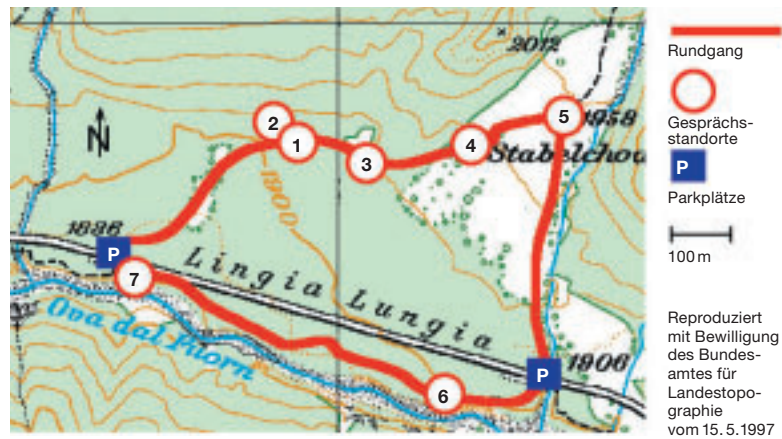 2012
N
2
1
3
4
5
1958
Stabelchod
1900
1886
P
7
Lingia Lungia
Ova dal Fuorn
6
P
1906
Rundgang
Gesprächs-
standorte
P
Parkplätze
100 m
Reproduziert
mit Bewilligung
des Bundes-
amtes für
Landestopo-
graphie
vom 15.5.1997